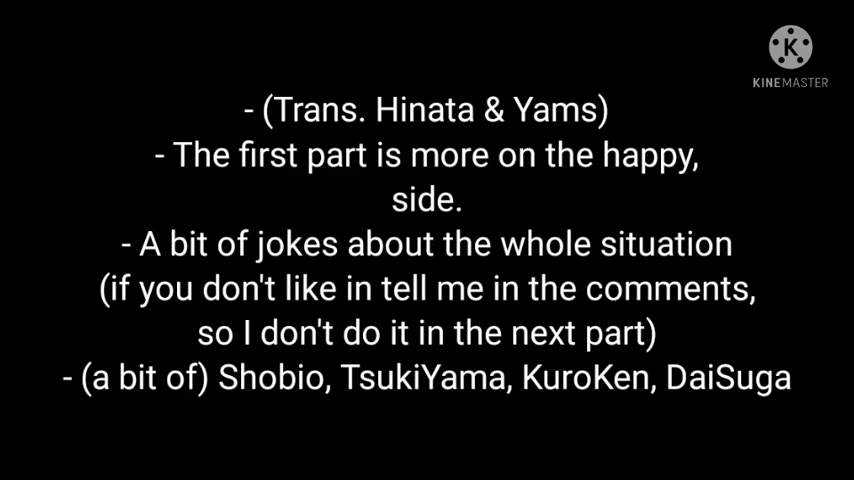 K
KINEMASTER
- (Trans. Hinata & Yams)
- The first part is more on the happy,
side.
- A bit of jokes about the whole situation
(if you don't like in tell me in the comments,
so I don't do it in the next part)
- (a bit of) Shobio, TsukiYama, KuroKen, DaiSuga